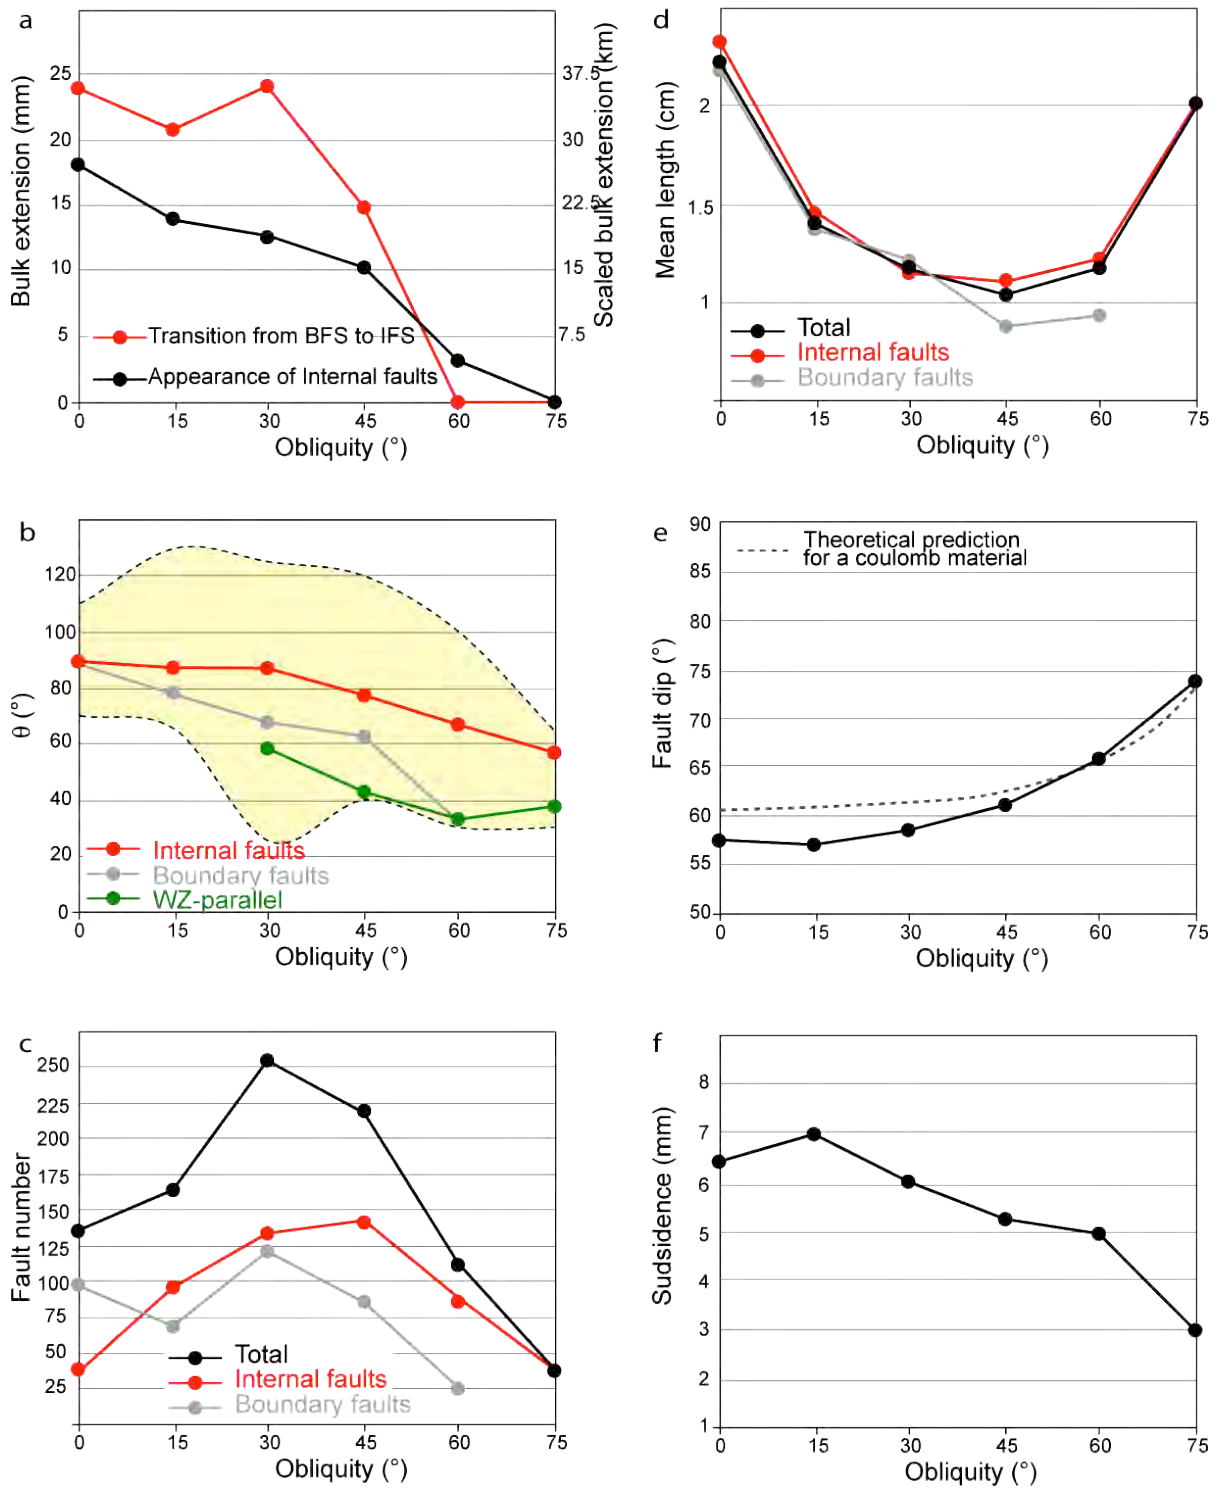 a
Bulk extension (mm)
25
20
15
10
5
0
37.5
30
22.5
15
7.5
Scaled bulk extension (km)
Transition from BFS to IFS
Appearance of Internal faults
0 15 30 45 60 75
Obliquity (°)
d
Mean length (cm)
2
1.5
1
Total
Internal faults
Boundary faults
0 15 30 45 60 75
Obliquity (°)
b
θ (°)
120
100
80
60
40
20
0
Internal faults
Boundary faults
WZ-parallel
0 15 30 45 60 75
Obliquity (°)
e
Fault dip (°)
90
85
80
75
70
65
60
55
50
Theoretical prediction
for a coulomb material
0 15 30 45 60 75
Obliquity (°)
c
Fault number
250
225
200
175
150
125
100
75
50
25
Total
Internal faults
Boundary faults
0 15 30 45 60 75
Obliquity (°)
f
Sudsidence (mm)
8
7
6
5
4
3
2
1
0 15 30 45 60 75
Obliquity (°)